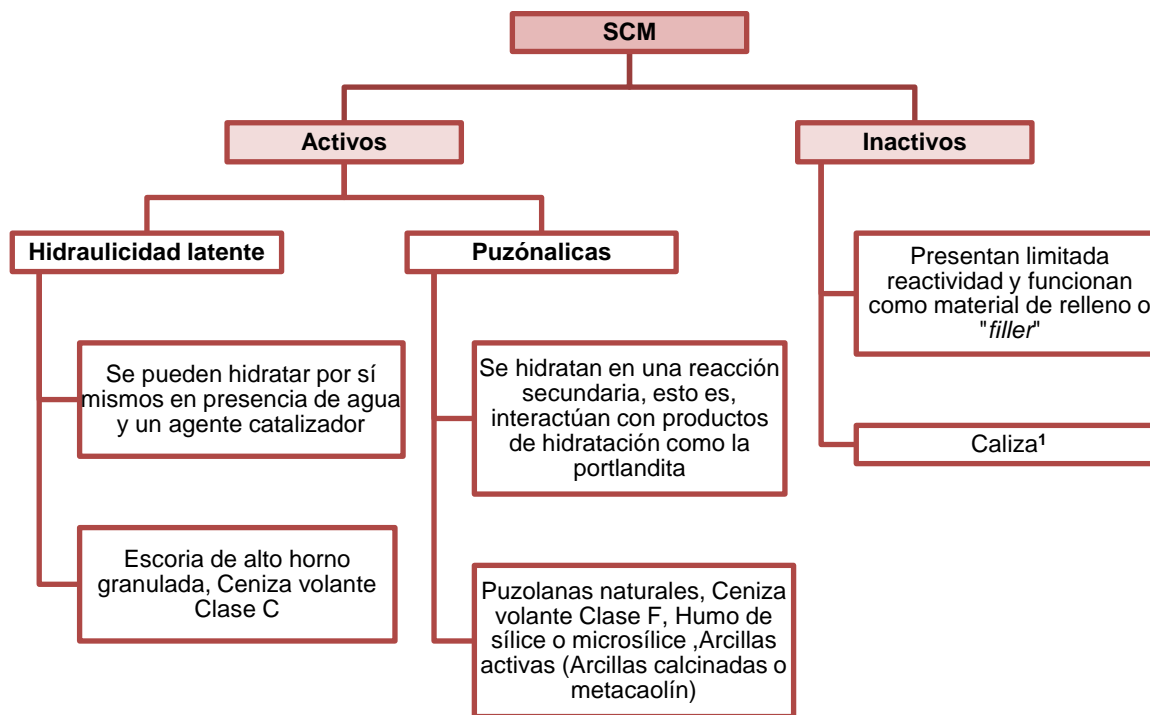 SCM
Activos
Inactivos
Hidraulicidad latente
Puzónalicas
Presentan limitada
reactividad y funcionan
como material de relleno o
"filler"
Se pueden hidratar por sí
mismos en presencia de agua
y un agente catalizador
Se hidratan en una reacción
secundaria, esto es,
interactúan con productos
de hidratación como la
portlandita
Caliza¹
Escoria de alto horno
granulada, Ceniza volante
Clase C
Puzolanas naturales, Ceniza
volante Clase F, Humo de
sílice o microsílice ,Arcillas
activas (Arcillas calcinadas o
metacaolín)